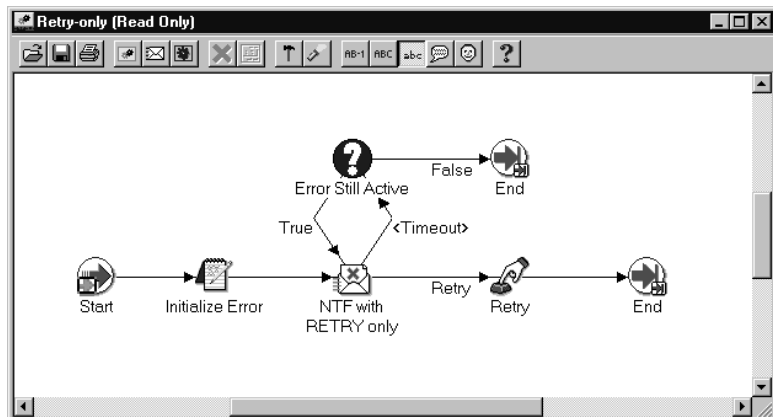 Retry-only (Read Only)
AB-1 ABC abc
Error Still Active
False
End
True
<Timeout>
Start
Initialize Error
NTF with
RETRY only
Retry
Retry
End